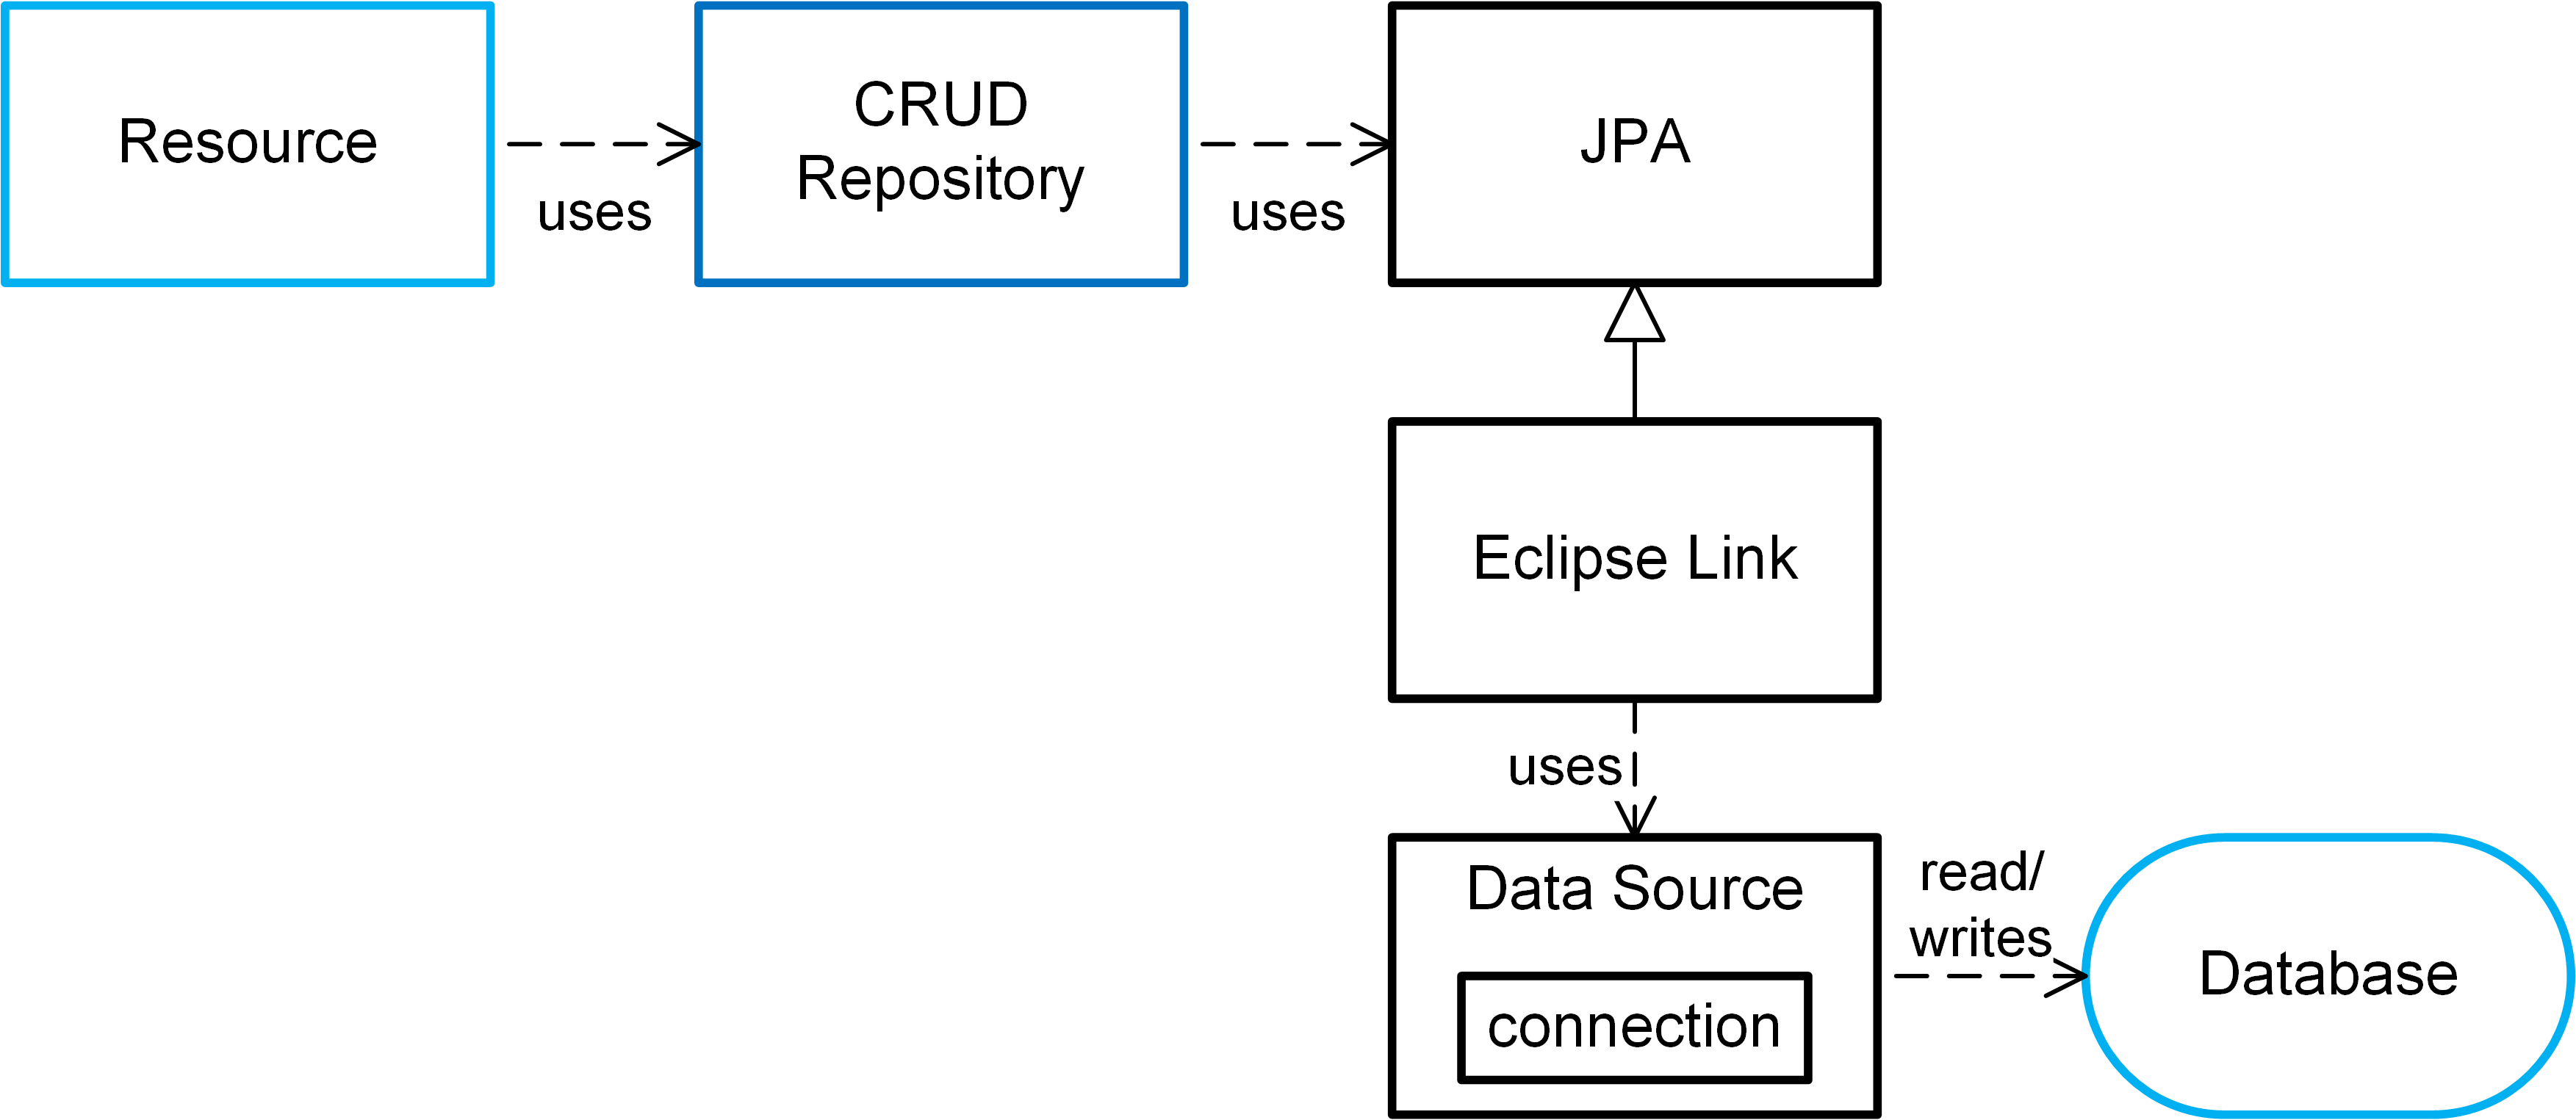 Resource
uses
CRUD
Repository
uses
JPA
Eclipse Link
uses
Data Source
connection
read/
writes
Database